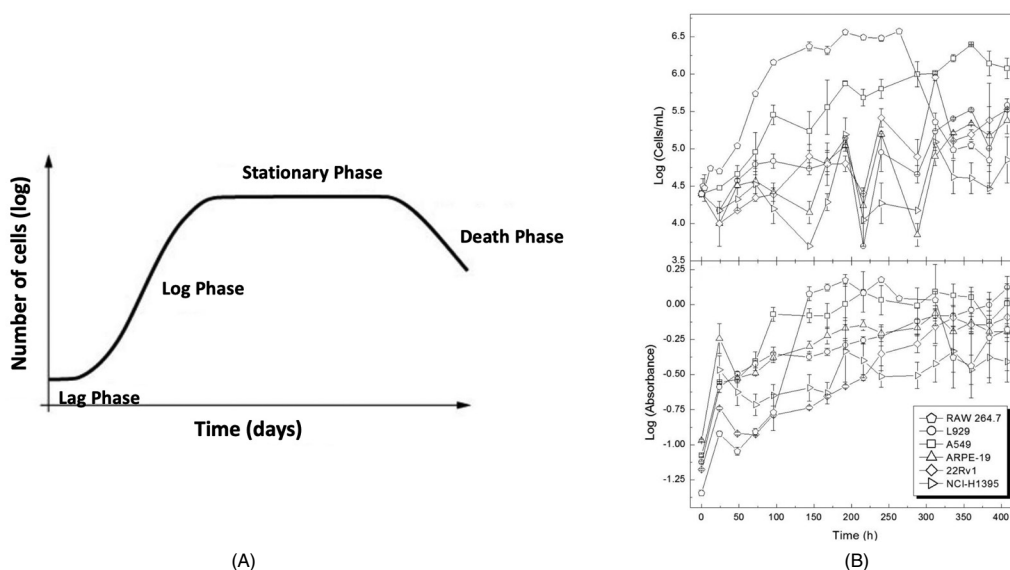 Number of cells (log)
Stationary Phase
Death Phase
Log Phase
Lag Phase
Time (days)
(A)
Log (Cells/mL)
6.5
6.0
5.5
5.0
4.5
4.0
3.5
Log (Absorbance)
0.25
0.00
-0.25
-0.50
-0.75
-1.00
-1.25
RAW 264.7
L929
A549
ARPE-19
22Rv1
NCI-H1395
0 50 100 150 200 250 300 350 400
Time (h)
(B)